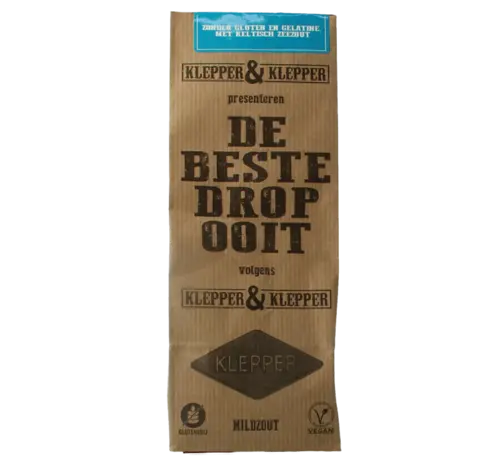 ZONDER GLUTEN EN GELATINE,
MET KELTISCH ZEEZOUT
KLEPPER & KLEPPER
presenteren
DE
BESTE
DROP
OOIT
volgens
KLEPPER & KLEPPER
KLEPPER
GLUTENVRIJ
MILDZOUT
VEGAN